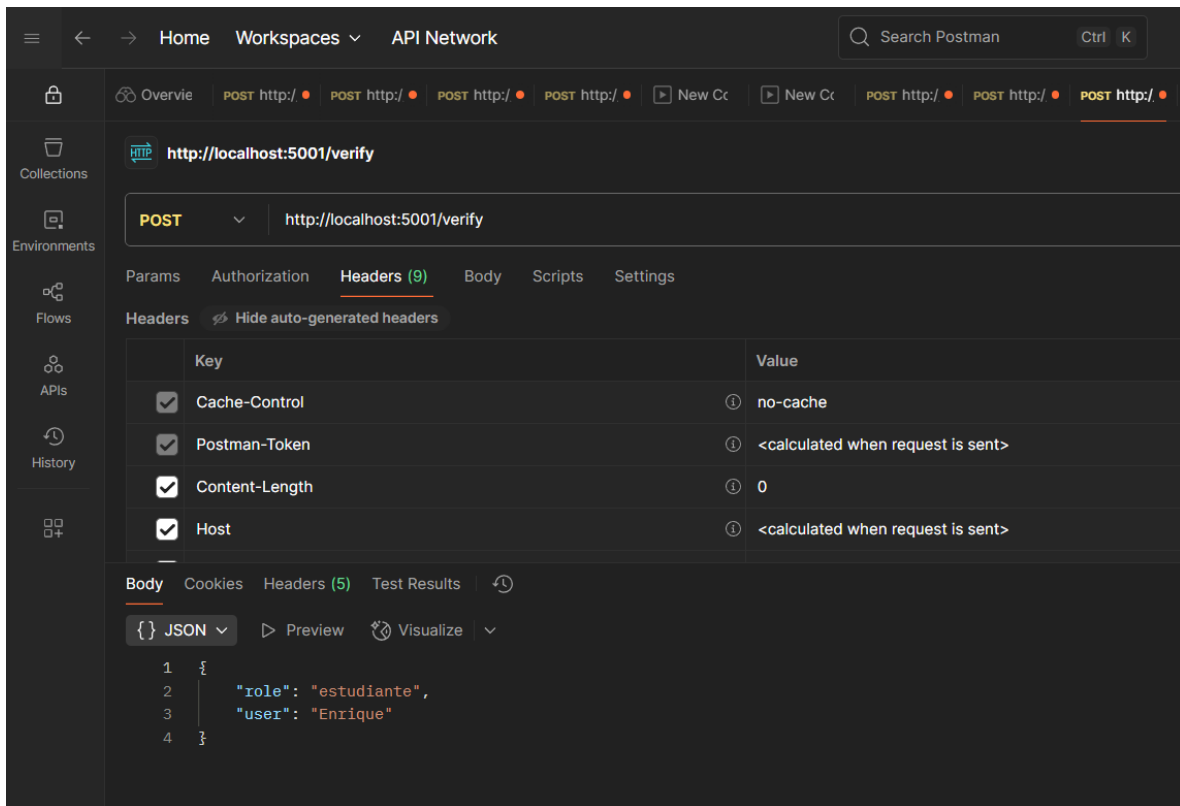 Home Workspaces API Network Search Postman Ctrl K
Overvie POST http:/ POST http:/ POST http:/ POST http:/ New Cc New Cc POST http:/ POST http:/ POST http:/
HTTP http://localhost:5001/verify
Collections
POST http://localhost:5001/verify
Environments
Params Authorization Headers (9) Body Scripts Settings
Flows
Headers Hide auto-generated headers
Key Value
APIs
Cache-Control no-cache
History
Postman-Token <calculated when request is sent>
Content-Length 0
Host <calculated when request is sent>
Body Cookies Headers (5) Test Results
{} JSON Preview Visualize
1 {
2 "role": "estudiante",
3 "user": "Enrique"
4 }